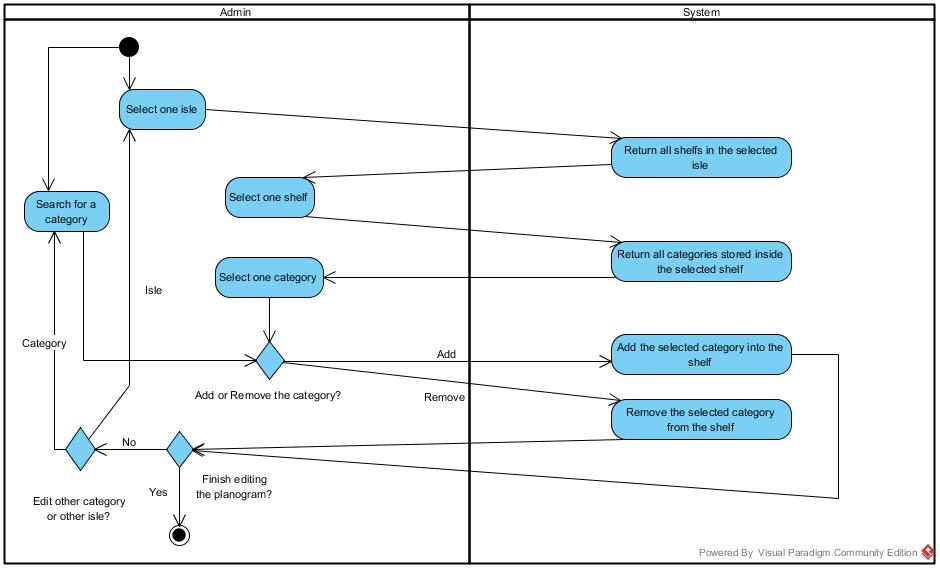 Admin
System
Select one isle
Return all shelfs in the selected
isle
Select one shelf
Search for a
category
Return all categories stored inside
the selected shelf
Select one category
Isle
Category
Add
Add the selected category into the
shelf
Add or Remove the category?
Remove
Remove the selected category
from the shelf
No
Finish editing
the planogram?
Yes
Edit other category
or other isle?
Powered By Visual Paradigm Community Edition